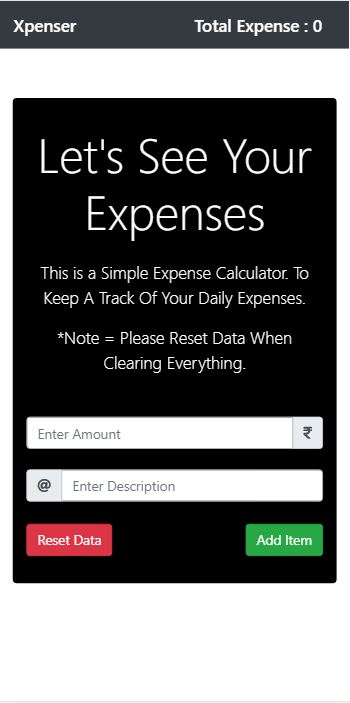 Xpenser Total Expense : 0
Let's See Your
Expenses
This is a Simple Expense Calculator. To
Keep A Track Of Your Daily Expenses.
*Note = Please Reset Data When
Clearing Everything.
Enter Amount ₹
@ Enter Description
Reset Data Add Item